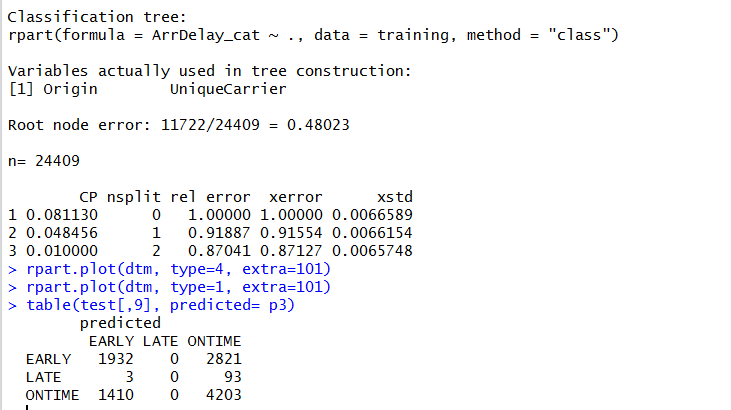 Classification tree:
rpart(formula = ArrDelay_cat ~ ., data = training, method = "class")
Variables actually used in tree construction:
[1] Origin        UniqueCarrier
Root node error: 11722/24409 = 0.48023
n= 24409
        CP nsplit rel error  xerror      xstd
1 0.081130      0   1.00000 1.00000 0.0066589
2 0.048456      1   0.91887 0.91554 0.0066154
3 0.010000      2   0.87041 0.87127 0.0065748
> rpart.plot(dtm, type=4, extra=101)
> rpart.plot(dtm, type=1, extra=101)
> table(test[,9], predicted= p3)
        predicted
         EARLY LATE ONTIME
  EARLY   1932    0   2821
  LATE       3    0     93
  ONTIME  1410    0   4203